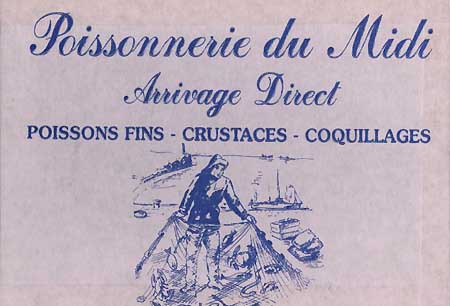 Poissonnerie du Midi
Arrivage Direct
POISSONS FINS - CRUSTACES - COQUILLAGES